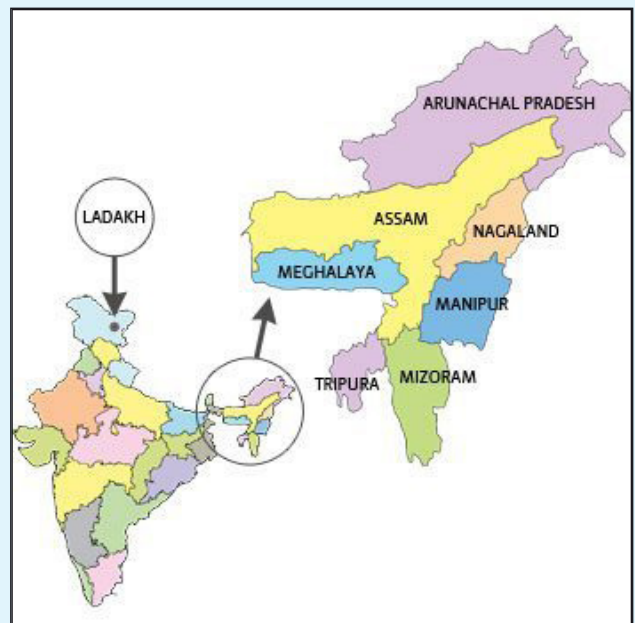 ARUNACHAL PRADESH
LADAKH
ASSAM
NAGALAND
MEGHALAYA
MANIPUR
TRIPURA
MIZORAM